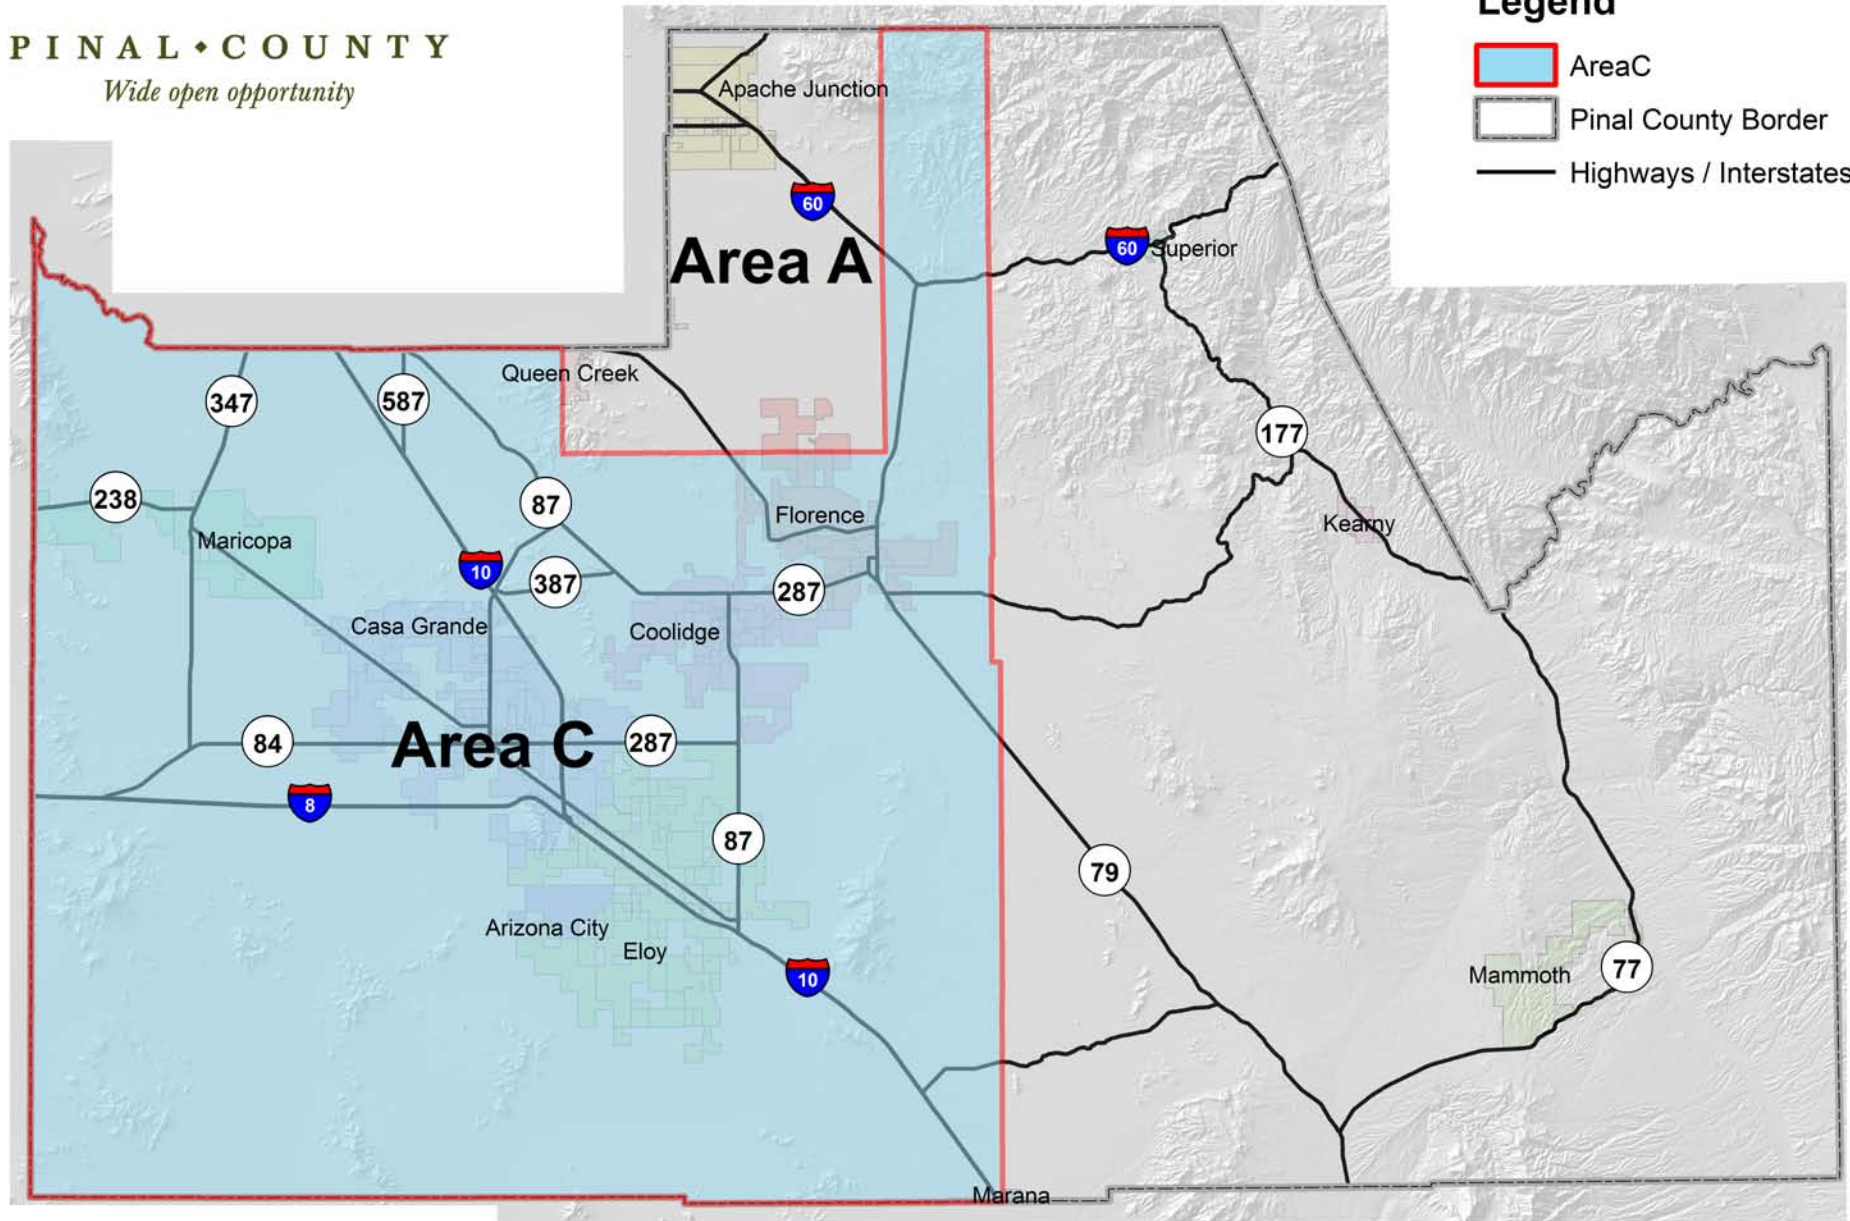 PINAL◆COUNTY
Wide open opportunity
Legend
AreaC
Pinal County Border
Highways / Interstates
Apache Junction
60
Area A
60
Superior
Queen Creek
347
587
177
238
87
Florence
Kearny
Maricopa
10
387
287
Casa Grande
Coolidge
84
Area C
287
8
87
79
Arizona City
Eloy
10
Mammoth
77
Marana